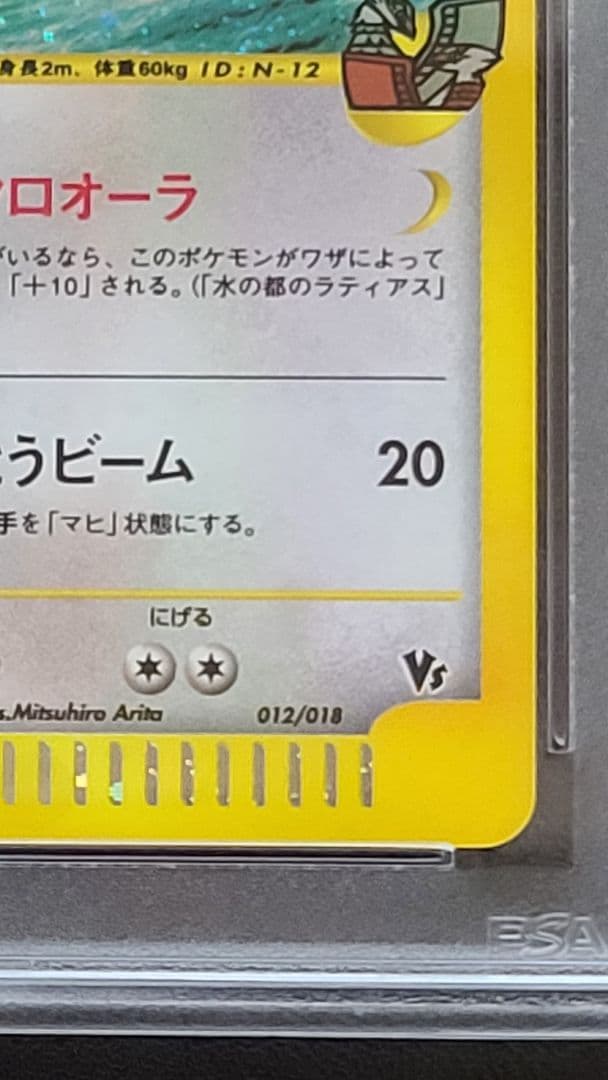 身長2m、体重60kg ID:N-12
ロオーラ
いるなら、このポケモンがワザによって
「＋10」される。(「水の都のラティアス」
うビーム 20
手を「マヒ」状態にする。
にげる
Vs
s.Mitsuhiro Arita 012/018
PSA